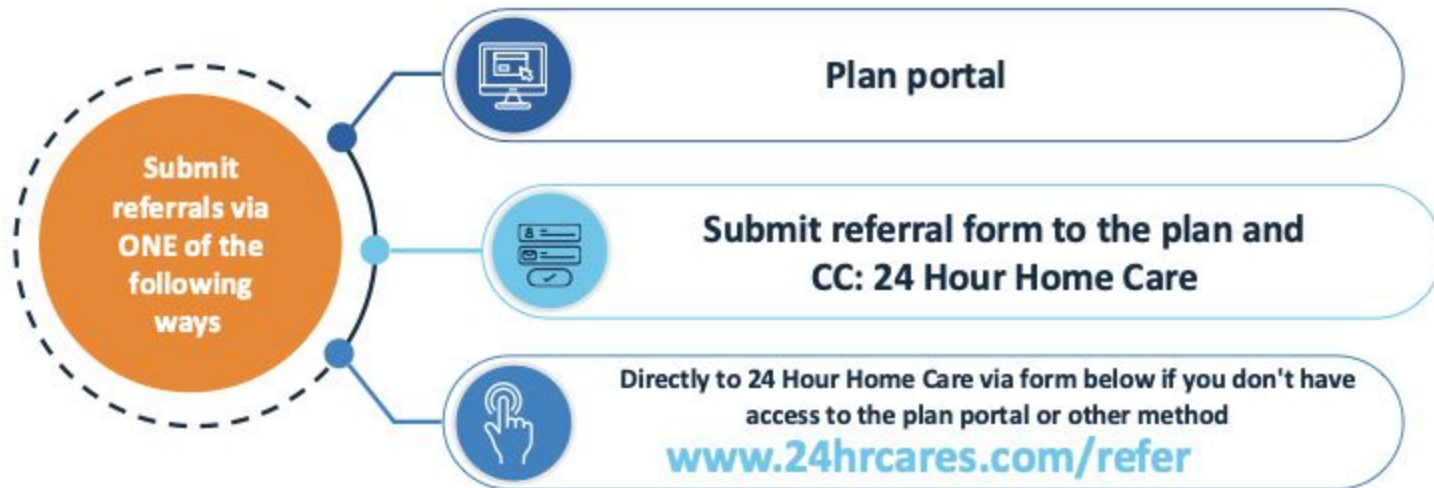 Submit
referrals via
ONE of the
following
ways
Plan portal
Submit referral form to the plan and
CC: 24 Hour Home Care
Directly to 24 Hour Home Care via form below if you don't have
access to the plan portal or other method
www.24hrcares.com/refer